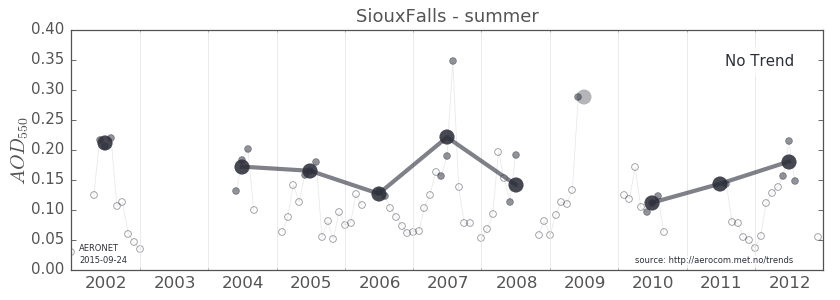 SiouxFalls - summer
No Trend
0.40
0.35
0.30
0.25
0.20
0.15
0.10
0.05
0.00
AOD550
AERONET
2015-09-24
source: http://aerocom.met.no/trends
2002 2003 2004 2005 2006 2007 2008 2009 2010 2011 2012